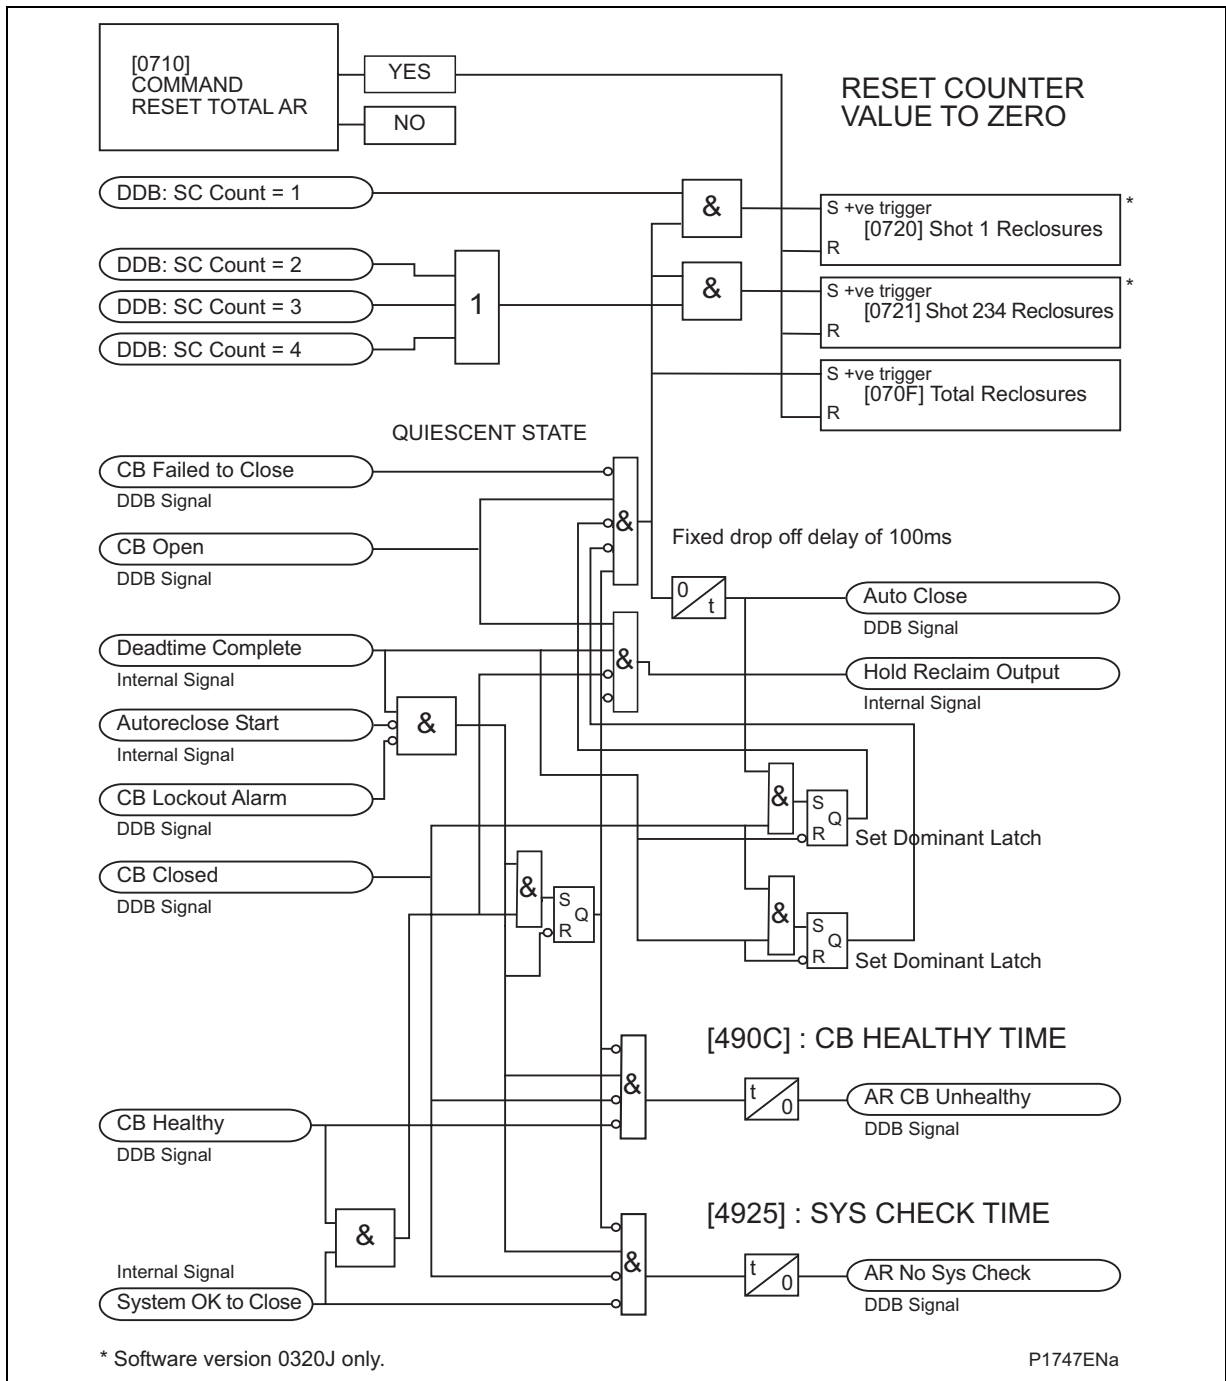 [0710]
COMMAND
RESET TOTAL AR
YES
NO
RESET COUNTER
VALUE TO ZERO
DDB: SC Count = 1
&
S +ve trigger
[0720] Shot 1 Reclosures
R
*
DDB: SC Count = 2
DDB: SC Count = 3
DDB: SC Count = 4
1
&
S +ve trigger
[0721] Shot 234 Reclosures
R
*
S +ve trigger
[070F] Total Reclosures
R
QUIESCENT STATE
CB Failed to Close
DDB Signal
&
CB Open
DDB Signal
Fixed drop off delay of 100ms
0
t
Auto Close
DDB Signal
Deadtime Complete
Internal Signal
&
Hold Reclaim Output
Internal Signal
Autoreclose Start
Internal Signal
&
CB Lockout Alarm
DDB Signal
&
S
Q
R
Set Dominant Latch
CB Closed
DDB Signal
&
S
Q
R
&
S
Q
R
Set Dominant Latch
[490C] : CB HEALTHY TIME
&
t
0
AR CB Unhealthy
DDB Signal
CB Healthy
DDB Signal
&
[4925] : SYS CHECK TIME
&
t
0
AR No Sys Check
DDB Signal
Internal Signal
System OK to Close
* Software version 0320J only.
P1747ENa